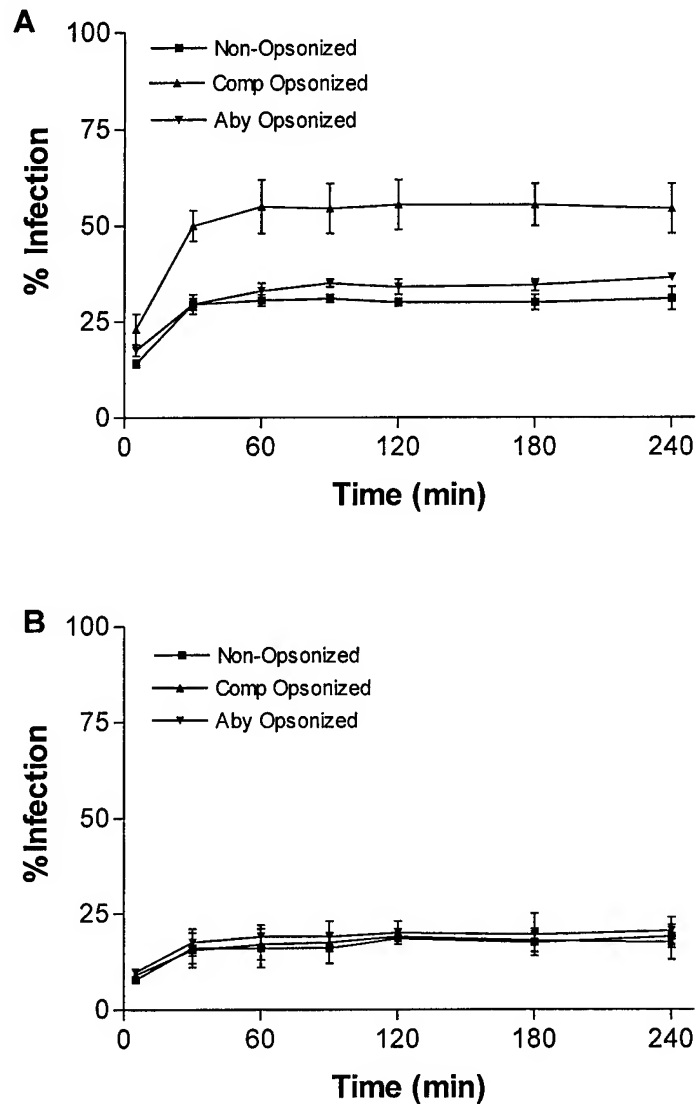 A
100
75
50
25
0
% Infection
Non-Opsonized
Comp Opsonized
Aby Opsonized
0 60 120 180 240
Time (min)
B
100
75
50
25
0
%Infection
Non-Opsonized
Comp Opsonized
Aby Opsonized
0 60 120 180 240
Time (min)